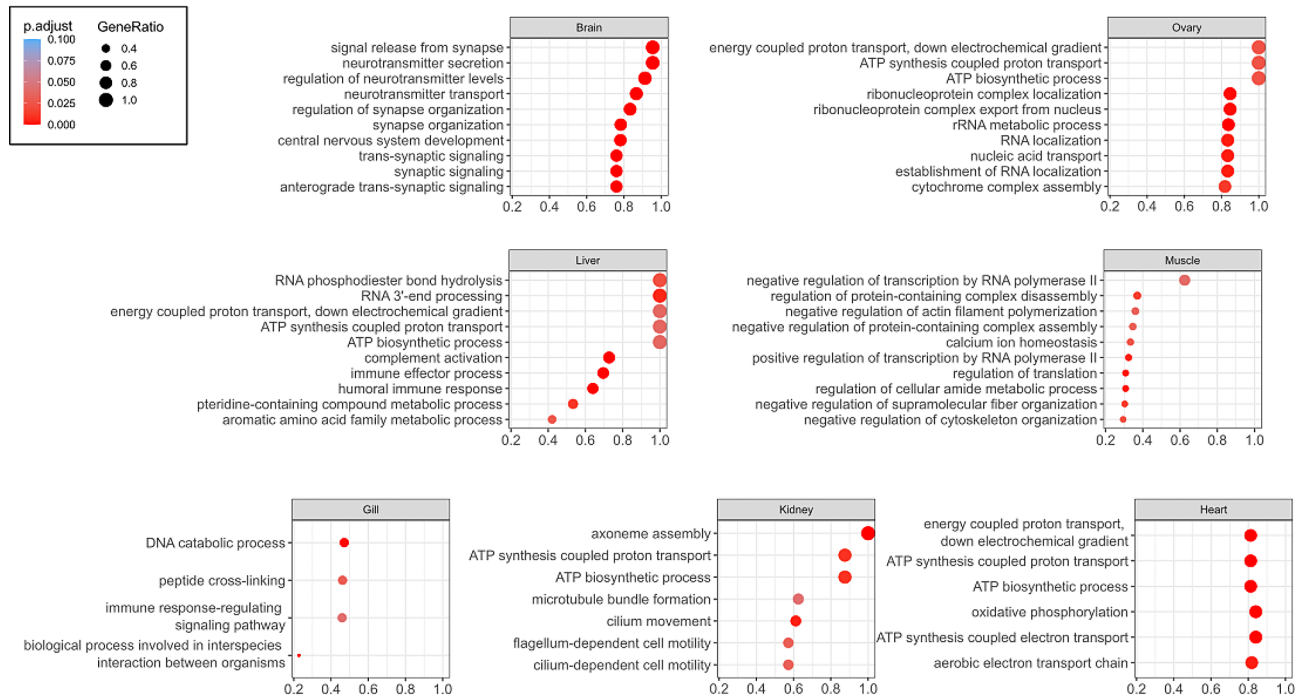 p.adjust
GeneRatio
0.100
0.075
0.050
0.025
0.000
0.4
0.6
0.8
1.0
Brain
signal release from synapse
neurotransmitter secretion
regulation of neurotransmitter levels
neurotransmitter transport
regulation of synapse organization
synapse organization
central nervous system development
trans-synaptic signaling
synaptic signaling
anterograde trans-synaptic signaling
0.2 0.4 0.6 0.8 1.0
Ovary
energy coupled proton transport, down electrochemical gradient
ATP synthesis coupled proton transport
ATP biosynthetic process
ribonucleoprotein complex localization
ribonucleoprotein complex export from nucleus
rRNA metabolic process
RNA localization
nucleic acid transport
establishment of RNA localization
cytochrome complex assembly
0.2 0.4 0.6 0.8 1.0
Liver
RNA phosphodiester bond hydrolysis
RNA 3'-end processing
energy coupled proton transport, down electrochemical gradient
ATP synthesis coupled proton transport
ATP biosynthetic process
complement activation
immune effector process
humoral immune response
pteridine-containing compound metabolic process
aromatic amino acid family metabolic process
0.2 0.4 0.6 0.8 1.0
Muscle
negative regulation of transcription by RNA polymerase II
regulation of protein-containing complex disassembly
negative regulation of actin filament polymerization
negative regulation of protein-containing complex assembly
calcium ion homeostasis
positive regulation of transcription by RNA polymerase II
regulation of translation
regulation of cellular amide metabolic process
negative regulation of supramolecular fiber organization
negative regulation of cytoskeleton organization
0.2 0.4 0.6 0.8 1.0
Gill
DNA catabolic process
peptide cross-linking
immune response-regulating
signaling pathway
biological process involved in interspecies
interaction between organisms
0.2 0.4 0.6 0.8 1.0
Kidney
axoneme assembly
ATP synthesis coupled proton transport
ATP biosynthetic process
microtubule bundle formation
cilium movement
flagellum-dependent cell motility
cilium-dependent cell motility
0.2 0.4 0.6 0.8 1.0
Heart
energy coupled proton transport,
down electrochemical gradient
ATP synthesis coupled proton transport
ATP biosynthetic process
oxidative phosphorylation
ATP synthesis coupled electron transport
aerobic electron transport chain
0.2 0.4 0.6 0.8 1.0